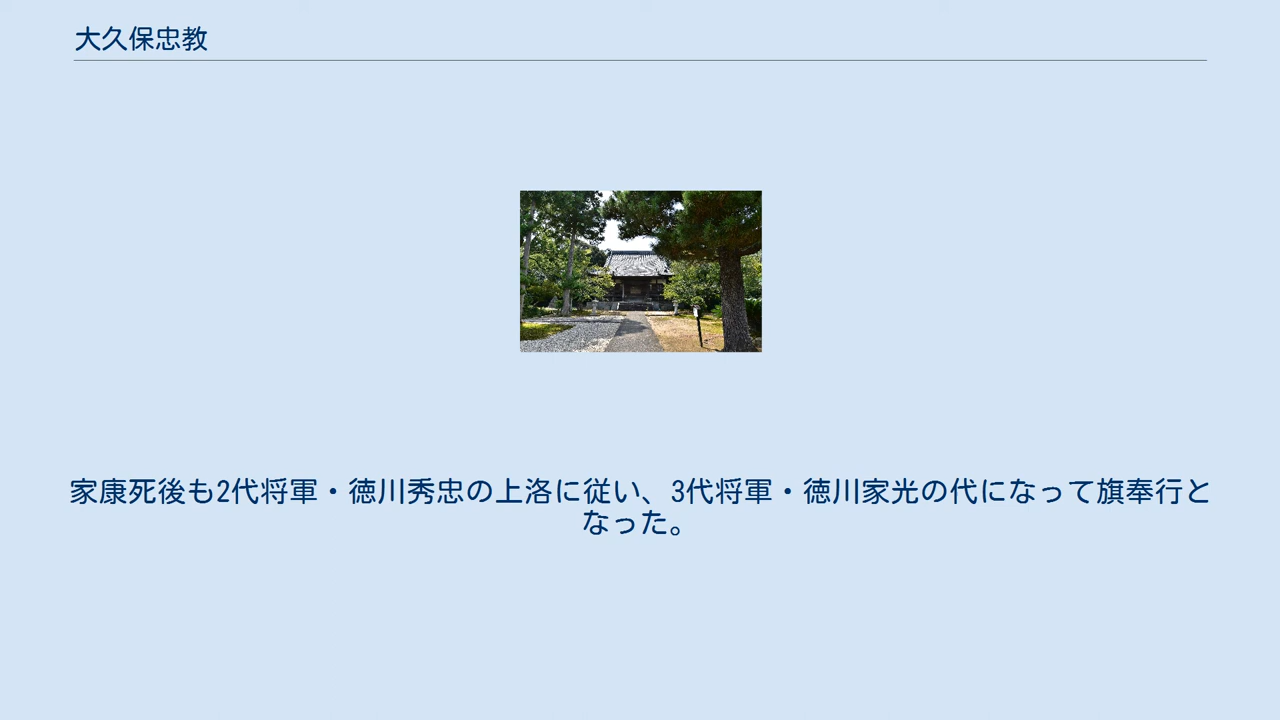 大久保忠教
家康死後も2代将軍・徳川秀忠の上洛に従い、3代将軍・徳川家光の代になって旗奉行と
なった。